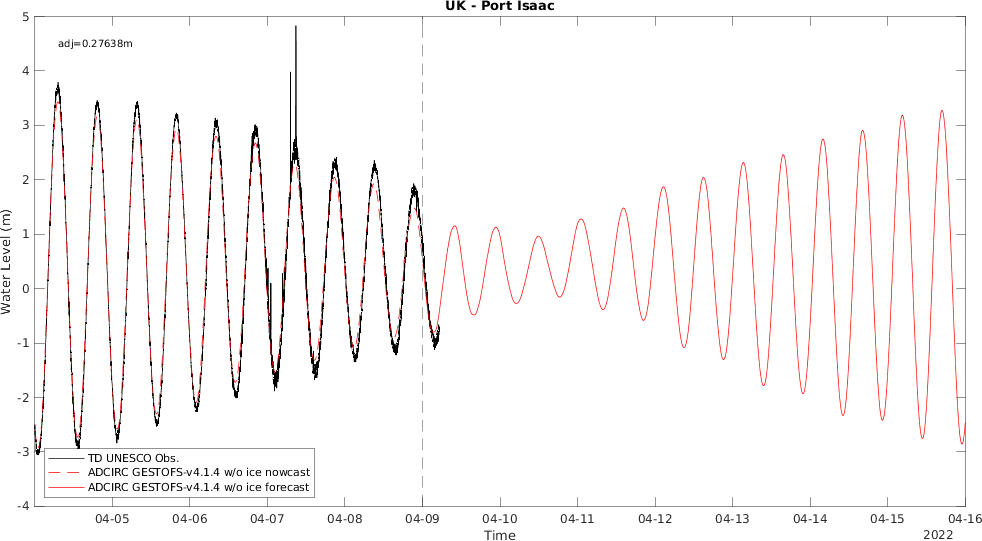 UK - Port Isaac
adj=0.27638m
5
4
3
2
1
0
-1
-2
-3
-4
Water Level (m)
TD UNESCO Obs.
ADCIRC GESTOFS-v4.1.4 w/o ice nowcast
ADCIRC GESTOFS-v4.1.4 w/o ice forecast
04-05 04-06 04-07 04-08 04-09 04-10 04-11 04-12 04-13 04-14 04-15 04-16
Time
2022